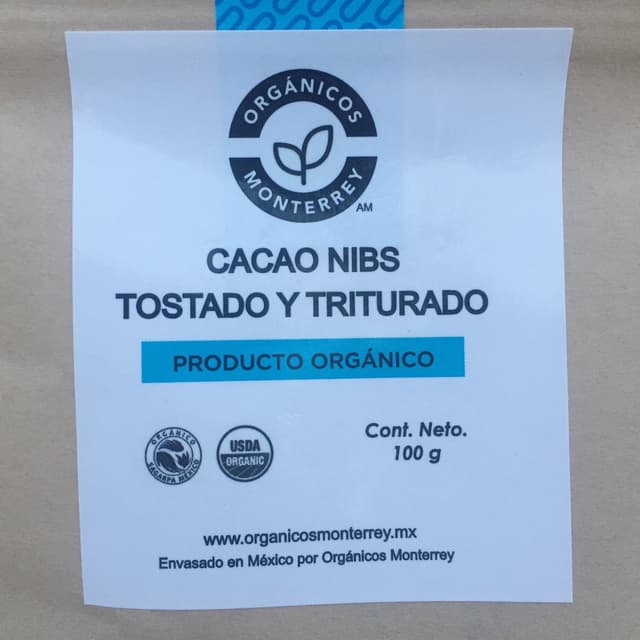 ORGÁNICOS
MONTERREY
AM
CACAO NIBS
TOSTADO Y TRITURADO
PRODUCTO ORGÁNICO
ORGANICO
SAGARPA MÉXICO
USDA
ORGANIC
Cont. Neto.
100 g
www.organicosmonterrey.mx
Envasado en México por Orgánicos Monterrey